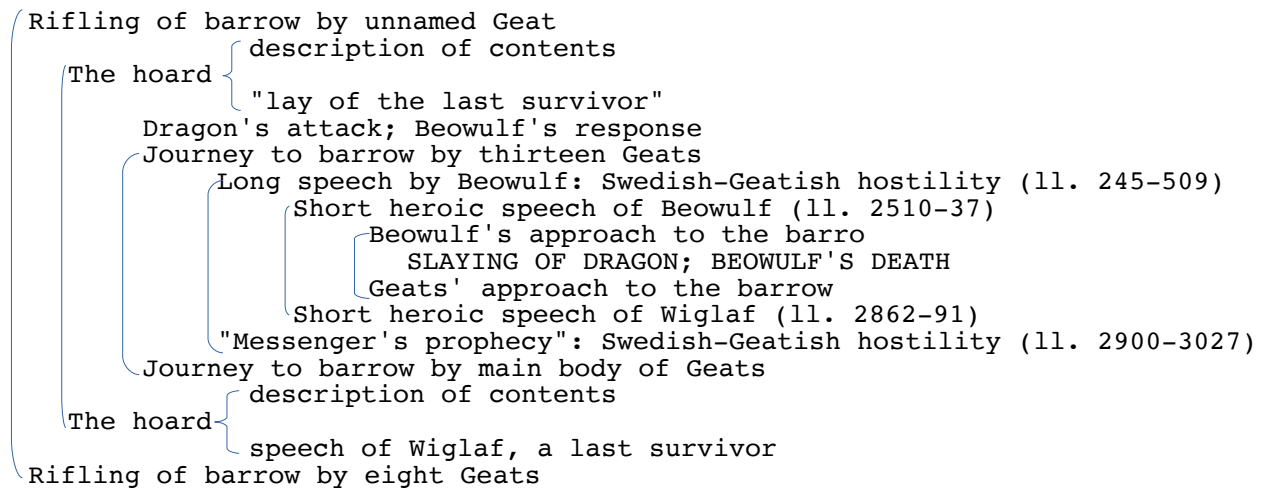 Rifling of barrow by unnamed Geat
description of contents
The hoard
"lay of the last survivor"
Dragon's attack; Beowulf's response
Journey to barrow by thirteen Geats
Long speech by Beowulf: Swedish-Geatish hostility (ll. 245-509)
Short heroic speech of Beowulf (ll. 2510-37)
Beowulf's approach to the barro
SLAYING OF DRAGON; BEOWULF'S DEATH
Geats' approach to the barrow
Short heroic speech of Wiglaf (ll. 2862-91)
"Messenger's prophecy": Swedish-Geatish hostility (ll. 2900-3027)
Journey to barrow by main body of Geats
description of contents
The hoard
speech of Wiglaf, a last survivor
Rifling of barrow by eight Geats